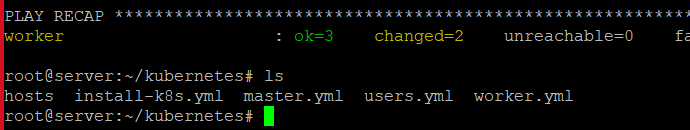 PLAY RECAP *************************************************************
worker : ok=3 changed=2 unreachable=0 fa
root@server:~/kubernetes# ls
hosts install-k8s.yml master.yml users.yml worker.yml
root@server:~/kubernetes#